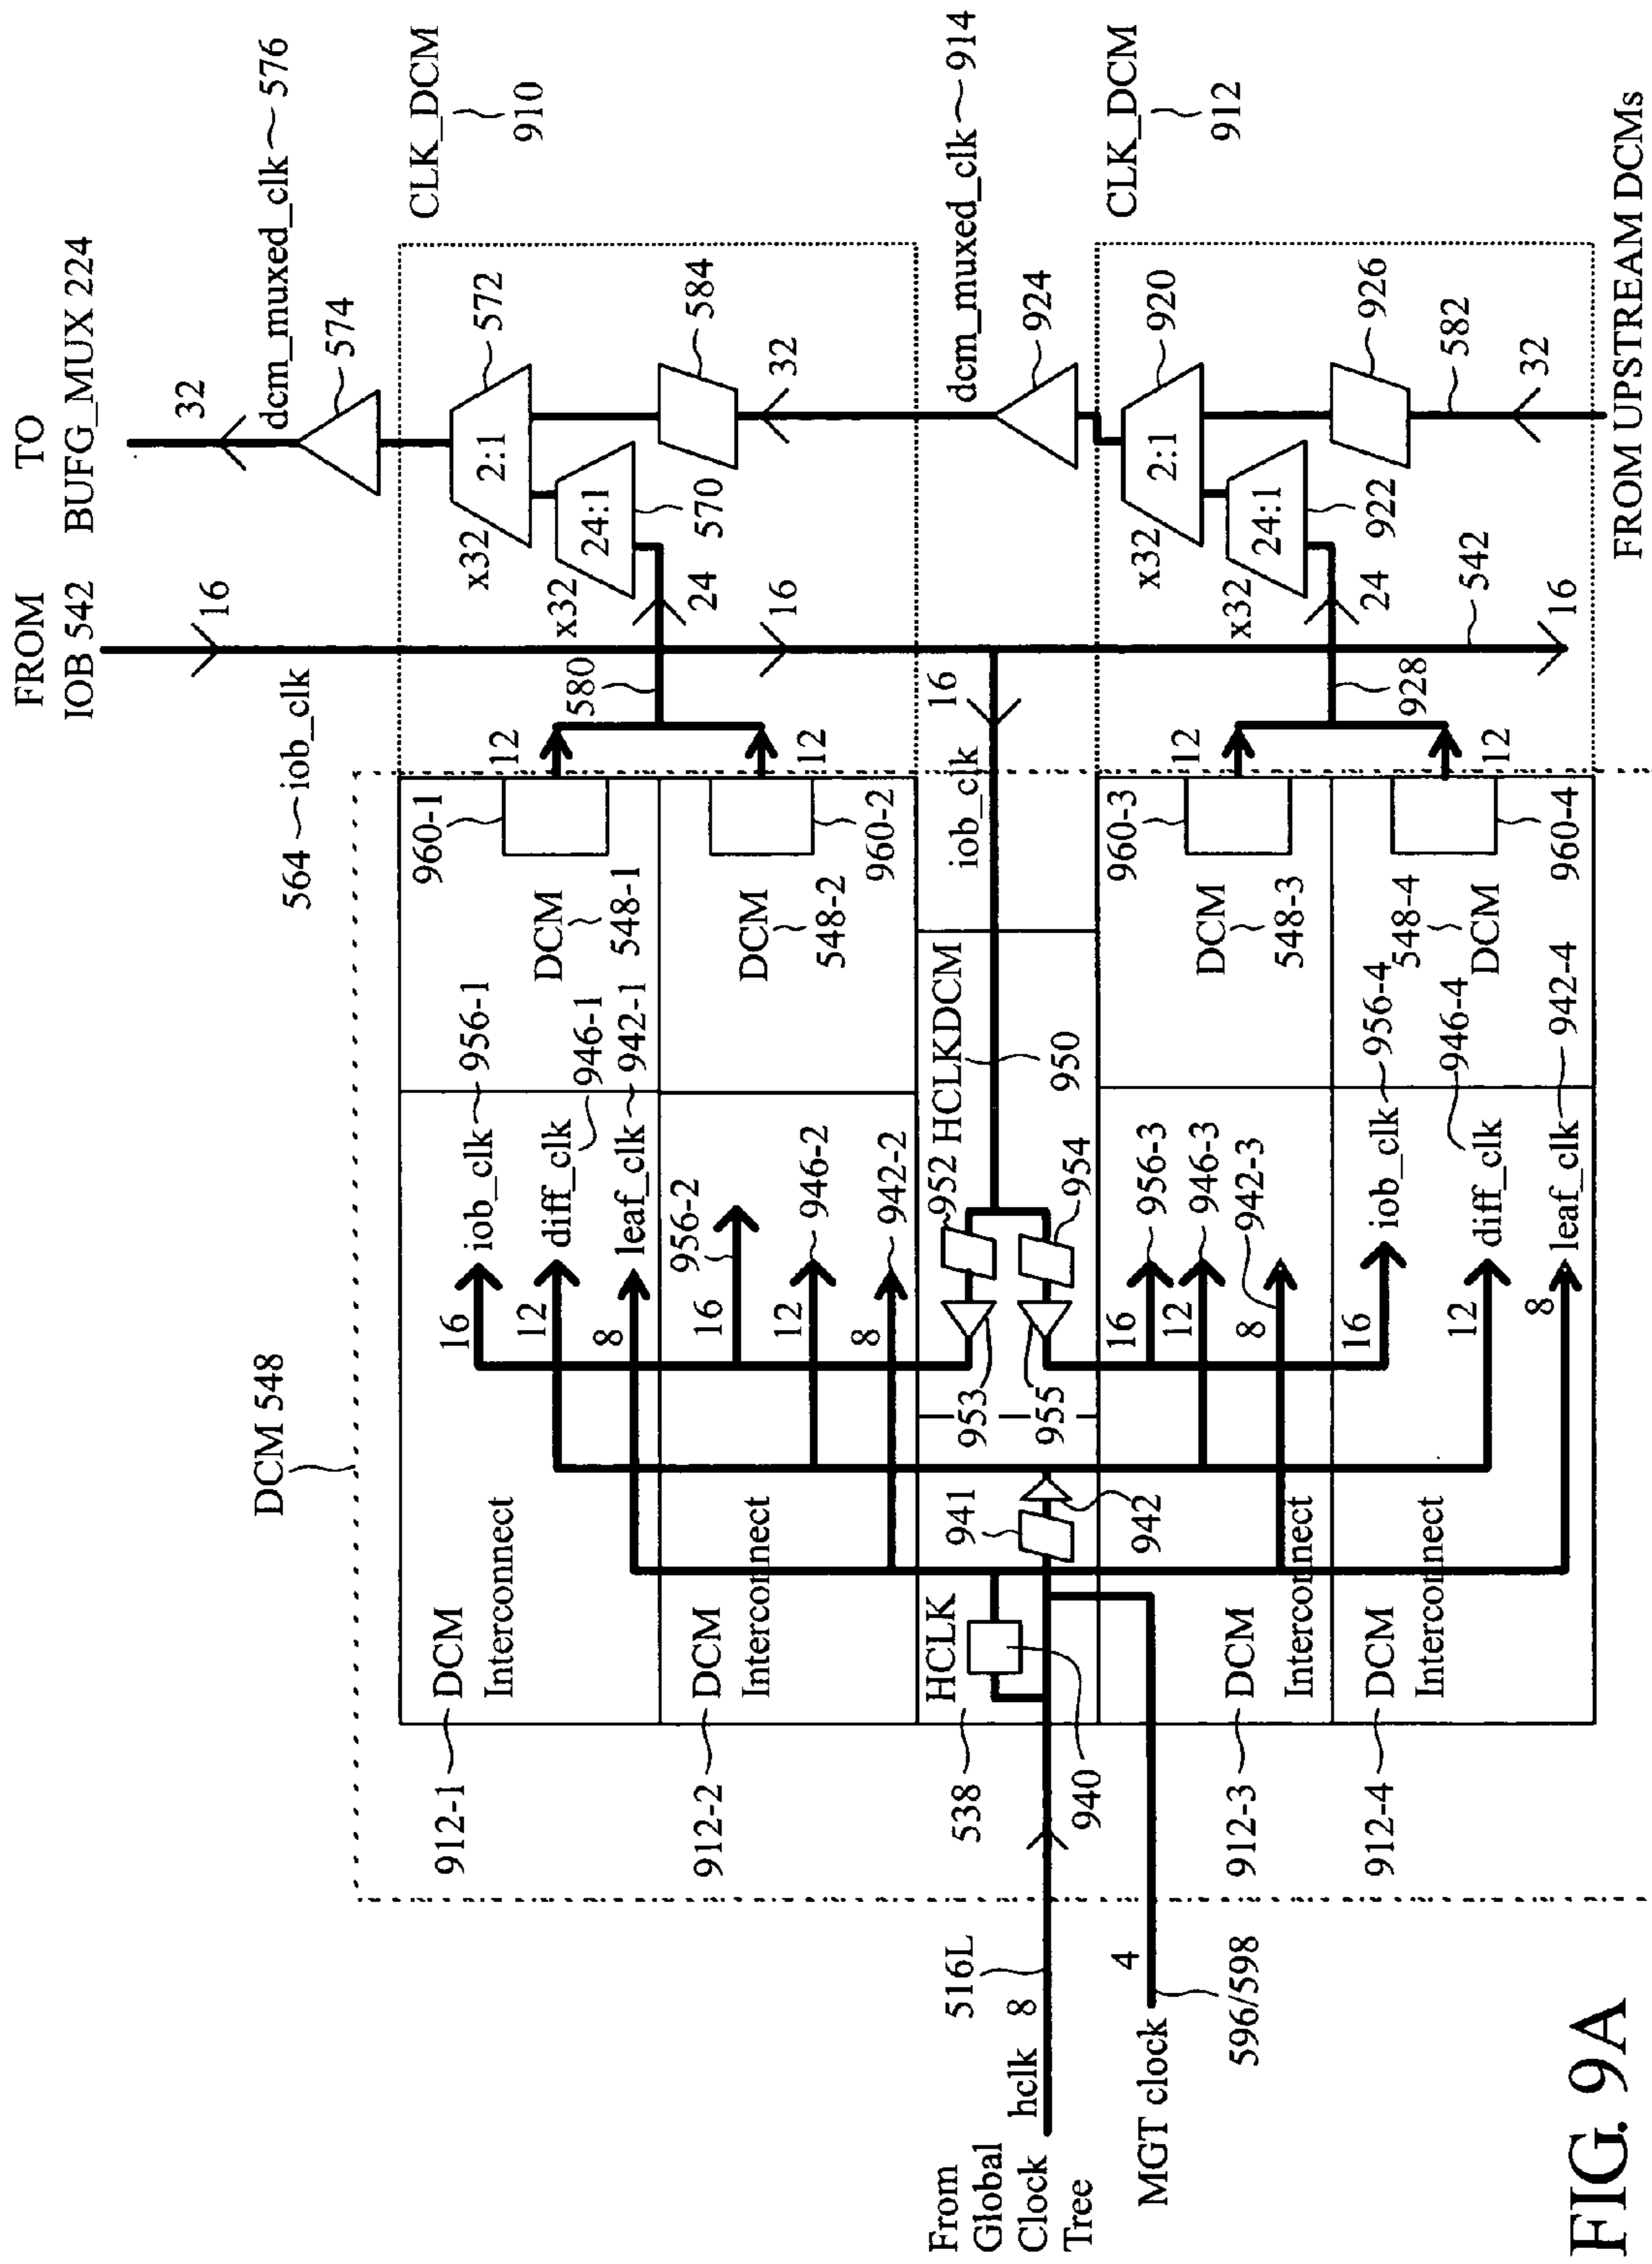 FROM
IOB 542
TO
BUFG_MUX 224
16
32
564
iob_clk
dcm_muxed_clk
576
574
DCM 548
CLK_DCM
910
572
2:1
x32
24:1
x32
570
584
580
24
32
16
912-1
DCM
Interconnect
16
iob_clk
956-1
12
diff_clk
946-1
8
leaf_clk
942-1
960-1
DCM
548-1
12
912-2
DCM
Interconnect
956-2
16
12
946-2
8
942-2
DCM
548-2
960-2
12
From
Global
Clock
Tree
hclk
8
516L
538
HCLK
940
941
942
953
955
952
954
HCLKDCM
950
iob_clk
16
dcm_muxed_clk
914
924
MGT clock
4
596/598
912-3
DCM
Interconnect
16
956-3
12
946-3
8
942-3
960-3
DCM
548-3
12
CLK_DCM
912
920
2:1
x32
24:1
x32
922
926
928
24
582
32
542
16
912-4
DCM
Interconnect
16
iob_clk
956-4
12
diff_clk
946-4
8
leaf_clk
942-4
548-4
DCM
960-4
12
FROM UPSTREAM DCMs
FIG. 9A